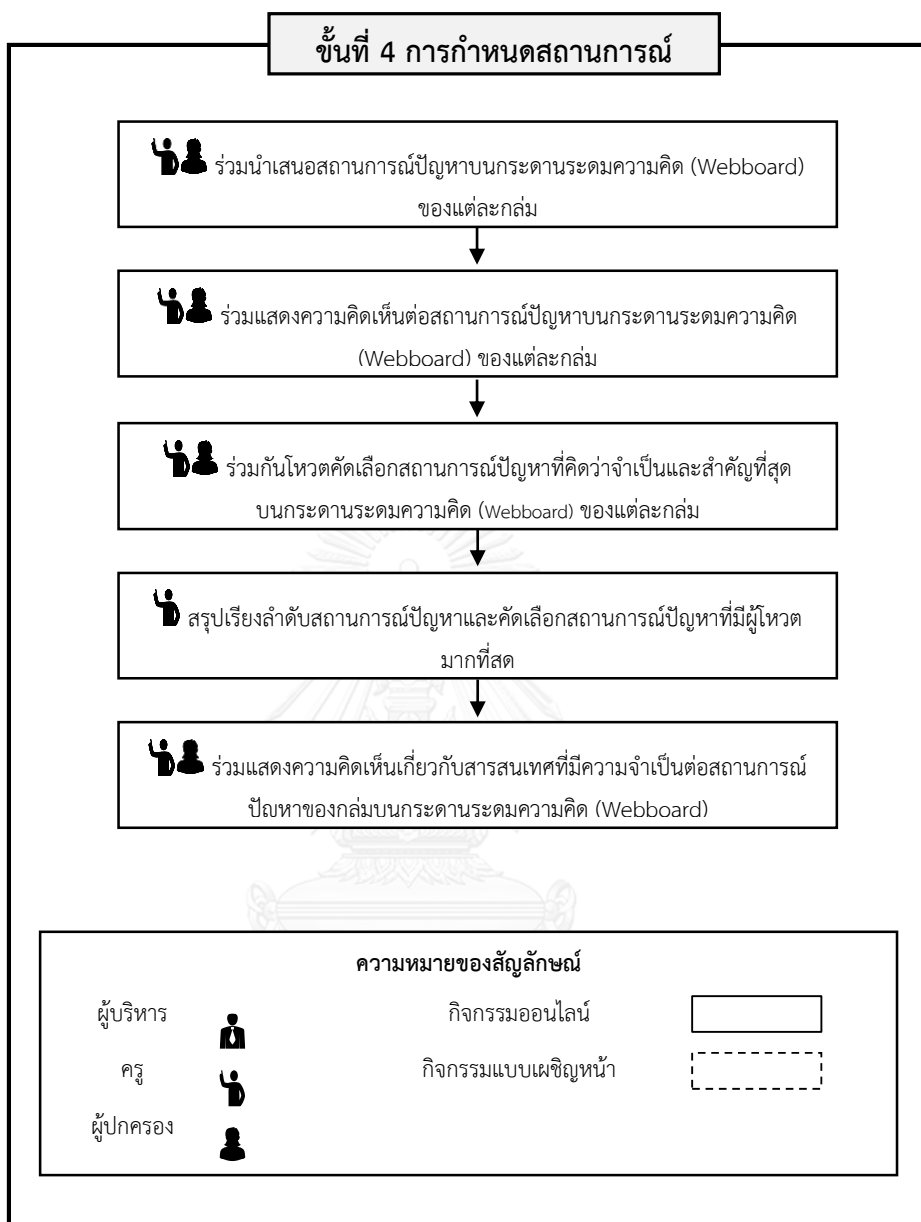 ขั้นที่ 4 การกำหนดสถานการณ์
ร่วมนำเสนอสถานการณ์ปัญหาบนกระดานระดมความคิด (Webboard)
ของแต่ละกล่ม
ร่วมแสดงความคิดเห็นต่อสถานการณ์ปัญหาบนกระดานระดมความคิด
(Webboard) ของแต่ละกล่ม
ร่วมกันโหวตคัดเลือกสถานการณ์ปัญหาที่คิดว่าจำเป็นและสำคัญที่สุด
บนกระดานระดมความคิด (Webboard) ของแต่ละกล่ม
สรุปเรียงลำดับสถานการณ์ปัญหาและคัดเลือกสถานการณ์ปัญหาที่มีผู้โหวต
มากที่สด
ร่วมแสดงความคิดเห็นเกี่ยวกับสารสนเทศที่มีความจำเป็นต่อสถานการณ์
ปัญหาของกล่มบนกระดานระดมความคิด (Webboard)
ความหมายของสัญลักษณ์
ผู้บริหาร กิจกรรมออนไลน์
ครู กิจกรรมแบบเผชิญหน้า
ผู้ปกครอง